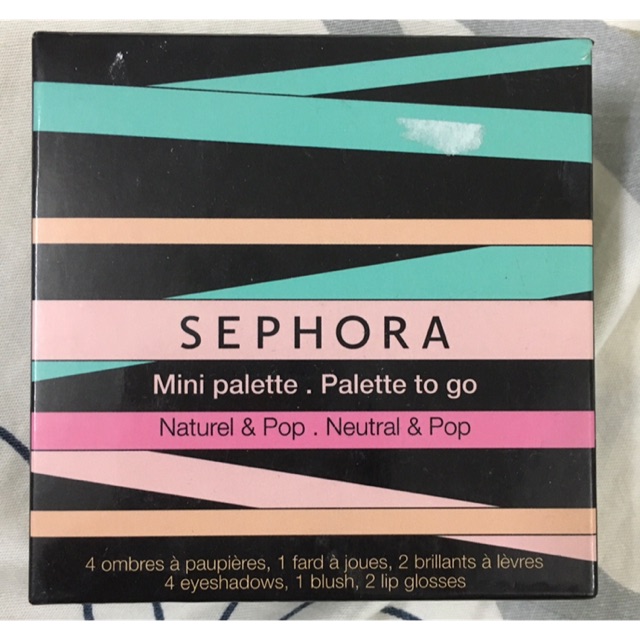 SEPHORA
Mini palette . Palette to go
Naturel & Pop . Neutral & Pop
4 ombres à paupières, 1 fard à joues, 2 brillants à lèvres
4 eyeshadows, 1 blush, 2 lip glosses